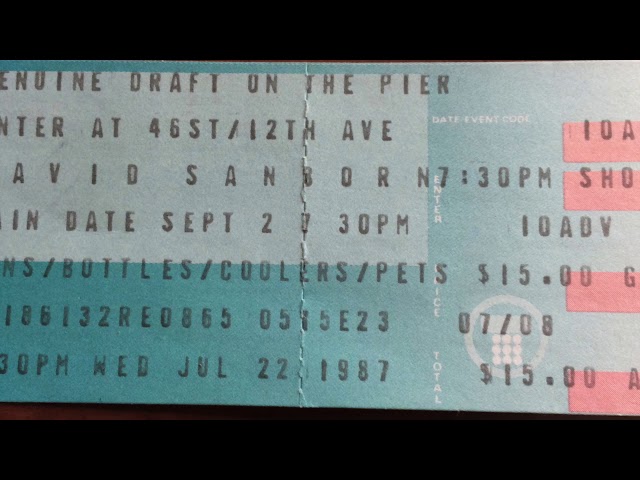 ENUINE DRAFT ON THE PIER
DATE-EVENT CODE
NTER AT 46ST/12TH AVE
10A
AVID SANBORN 7:30PM SHO
ENTER
IN DATE SEPT 2 7 30PM
10ADV
NS/BOTTLES/COOLERS/PETS $15.00 G
186132RE0865 0515E23 07/08
30PM WED JUL 22 1987 $15.00 A
TOTAL